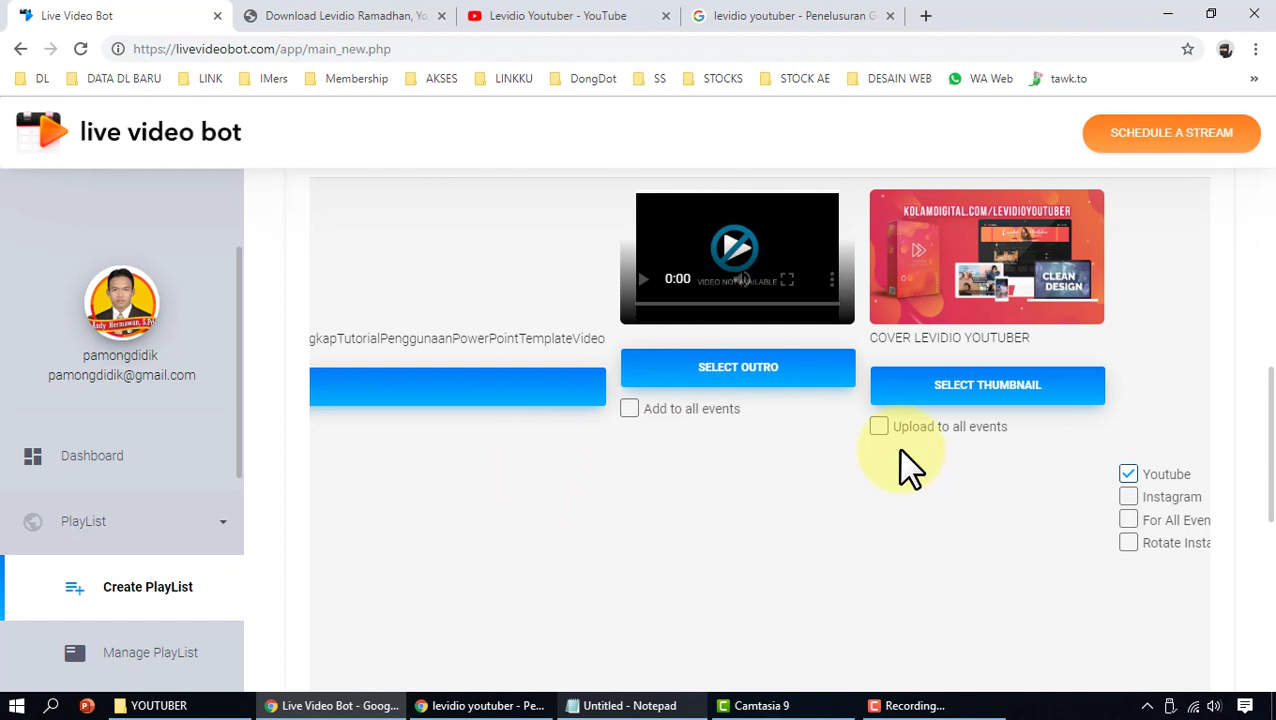 Live Video Bot
Download Levidio Ramadhan, Yo
Levidio Youtuber - YouTube
levidio youtuber - Penelusuran G
https://livevideobot.com/app/main_new.php
DL
DATA DL BARU
LINK
IMers
Membership
AKSES
LINKKU
DongDot
SS
STOCKS
STOCK AE
DESAIN WEB
WA Web
tawk.to
live video bot
SCHEDULE A STREAM
KOLAMDIGITAL.COM/LEVIDIOYOUTUBER
CLEAN
DESIGN
0:00
VIDEO NOT AVAILABLE
gkapTutorialPenggunaanPowerPointTemplateVideo
COVER LEVIDIO YOUTUBER
SELECT OUTRO
SELECT THUMBNAIL
Add to all events
Upload to all events
Youtube
Instagram
For All Even
Rotate Insta
pamongdidik
pamongdidik@gmail.com
Dashboard
PlayList
Create PlayList
Manage PlayList
YOUTUBER
Live Video Bot - Goog...
levidio youtuber - Pe...
Untitled - Notepad
Camtasia 9
Recording...